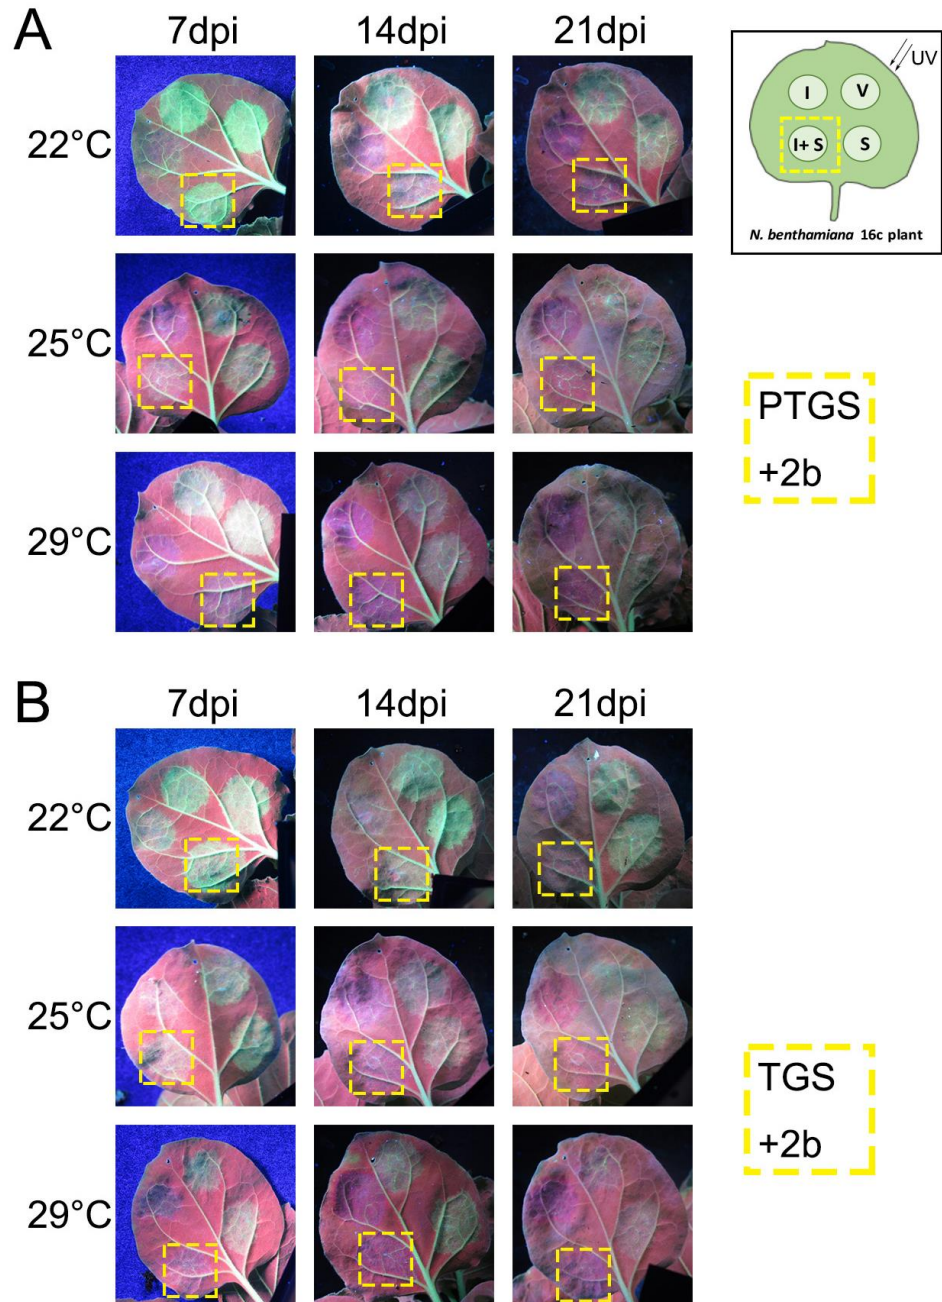 A
7dpi
14dpi
21dpi
22°C
25°C
29°C
UV
I
V
I+ S
S
N. benthamiana 16c plant
PTGS
+2b
B
7dpi
14dpi
21dpi
22°C
25°C
29°C
TGS
+2b